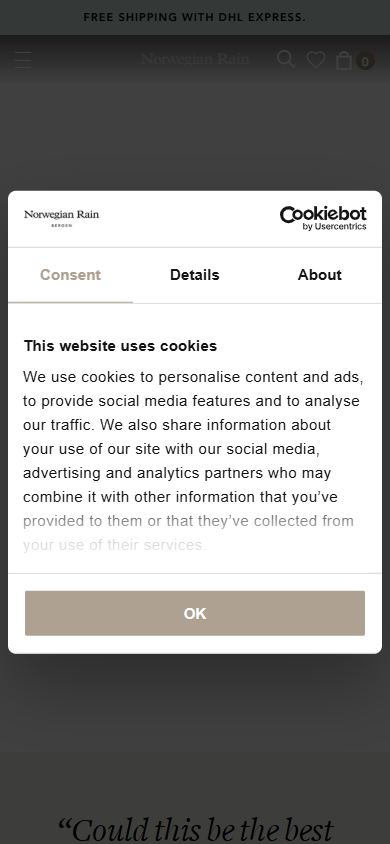 FREE SHIPPING WITH DHL EXPRESS.
Norwegian Rain
0
Norwegian Rain
BERGEN
Cookiebot
by Usercentrics
Consent
Details
About
This website uses cookies
We use cookies to personalise content and ads,
to provide social media features and to analyse
our traffic. We also share information about
your use of our site with our social media,
advertising and analytics partners who may
combine it with other information that you’ve
provided to them or that they’ve collected from
your use of their services.
OK
“Could this be the best